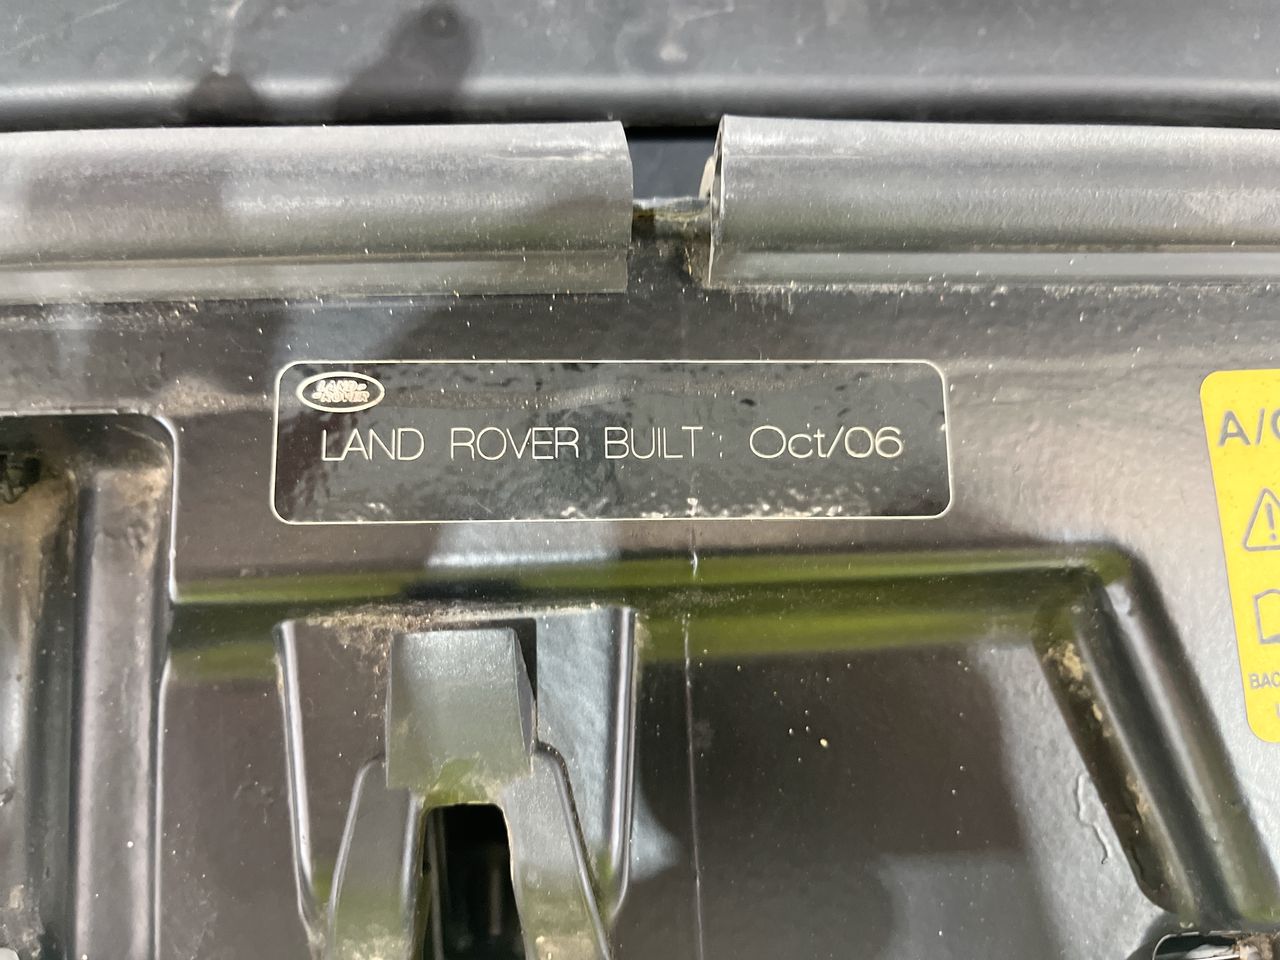 LAND
ROVER
LAND ROVER BUILT: Oct/06
A/C